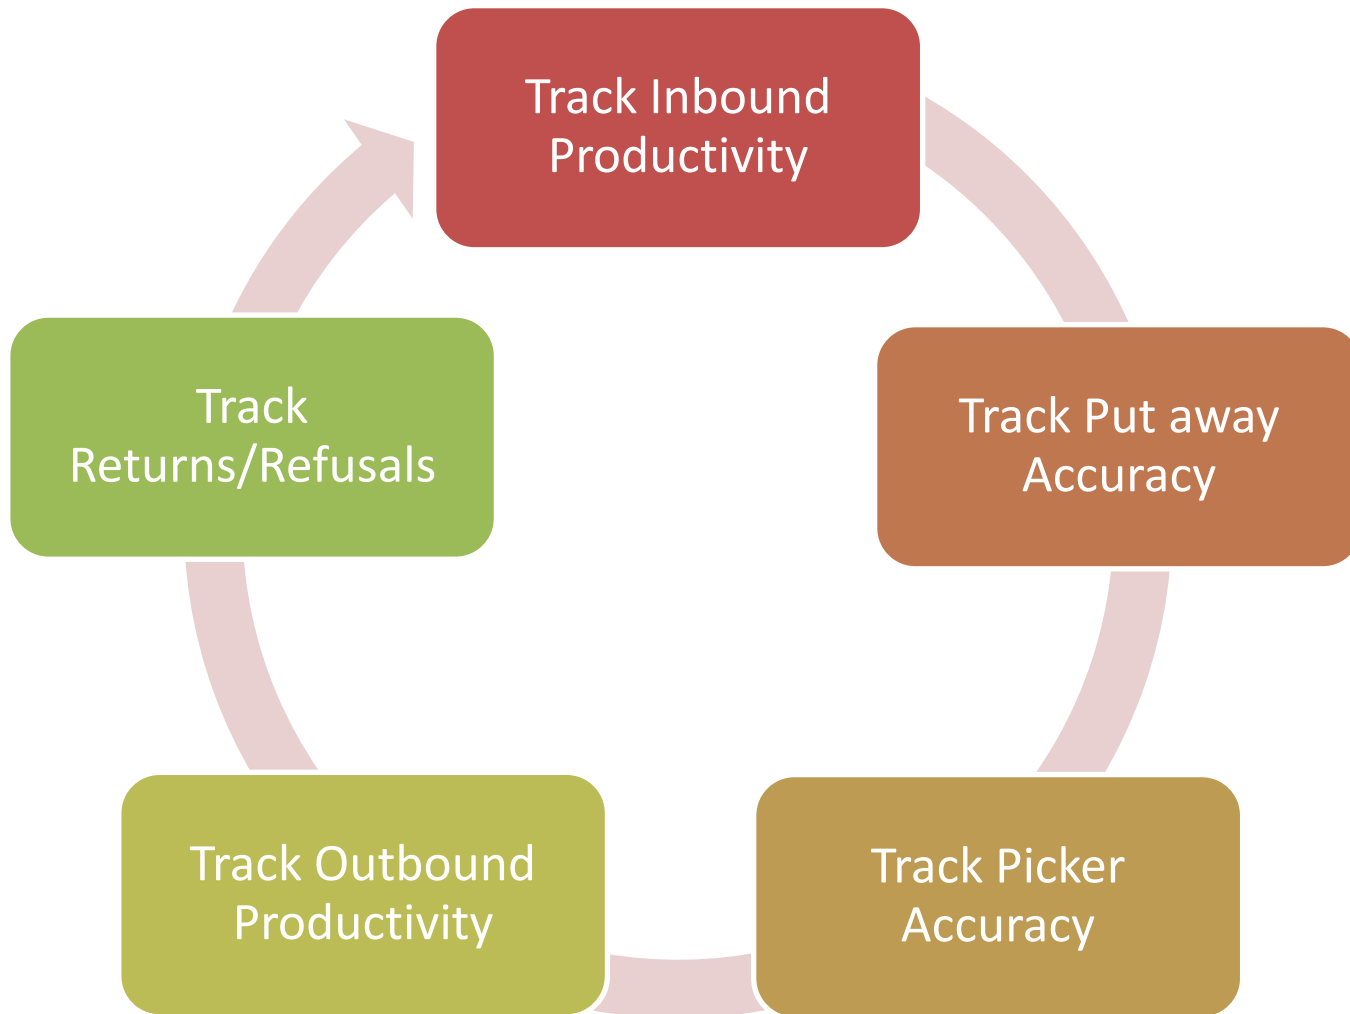 Track Inbound
Productivity
Track Put away
Accuracy
Track Picker
Accuracy
Track Outbound
Productivity
Track
Returns/Refusals